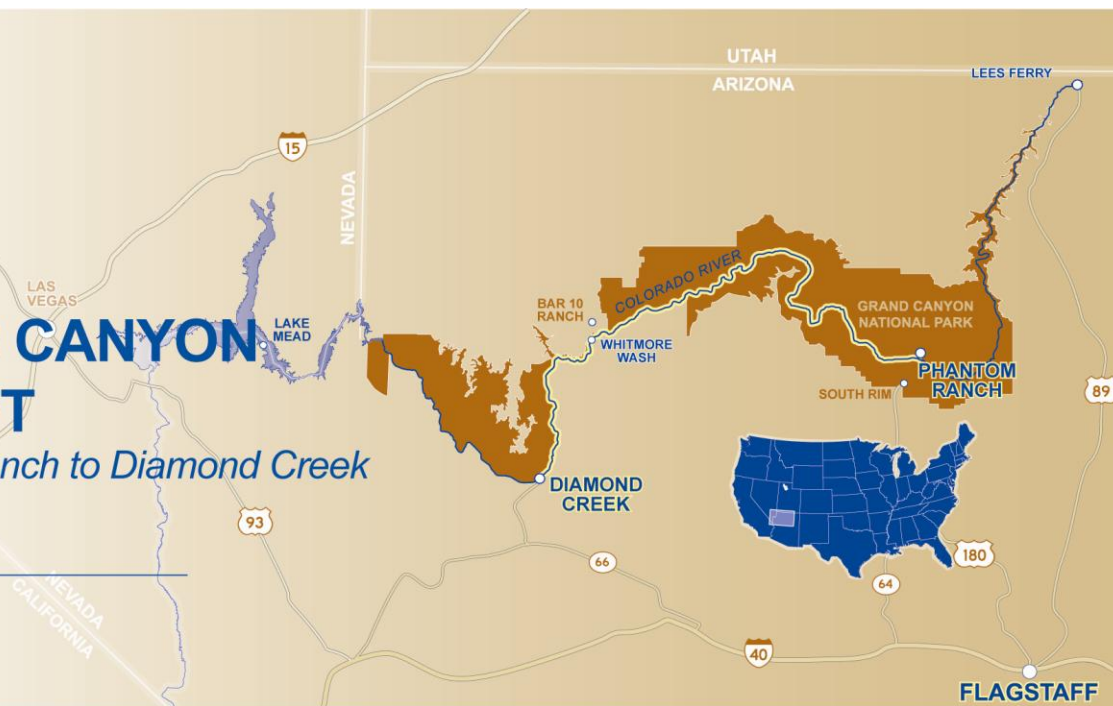 UTAH
ARIZONA
LEES FERRY
15
NEVADA
LAS
VEGAS
COLORADO RIVER
BAR 10
RANCH
GRAND CANYON
NATIONAL PARK
CANYON
LAKE
MEAD
WHITMORE
WASH
PHANTOM
RANCH
SOUTH RIM
89
T
nch to Diamond Creek
DIAMOND
CREEK
93
66
180
64
NEVADA
CALIFORNIA
40
FLAGSTAFF